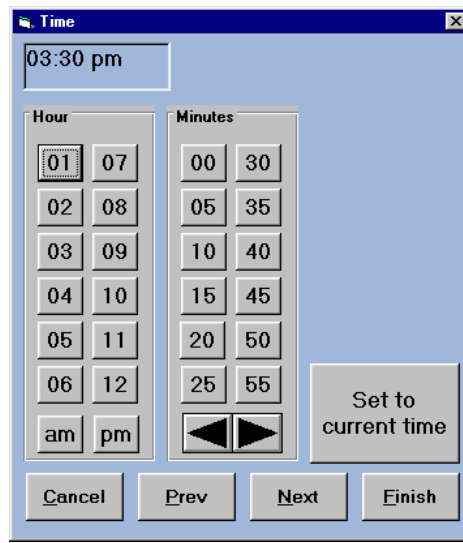 Time
03:30 pm
Hour
Minutes
01 07 00 30
02 08 05 35
03 09 10 40
04 10 15 45
05 11 20 50
06 12 25 55
am pm
Set to
current time
Cancel Prev Next Finish